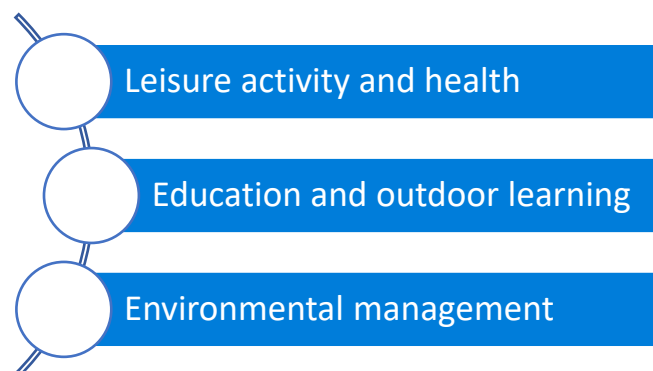 Leisure activity and health
Education and outdoor learning
Environmental management